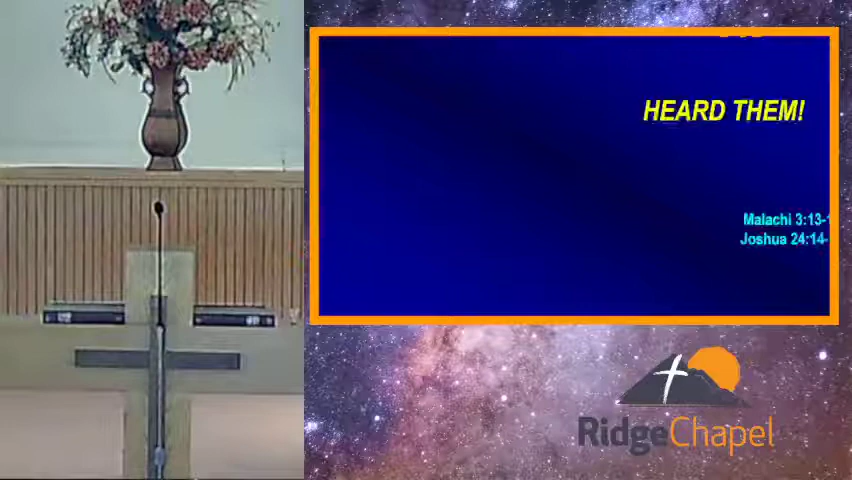 HEARD THEM!
Malachi 3:13-
Joshua 24:14-
RidgeChapel